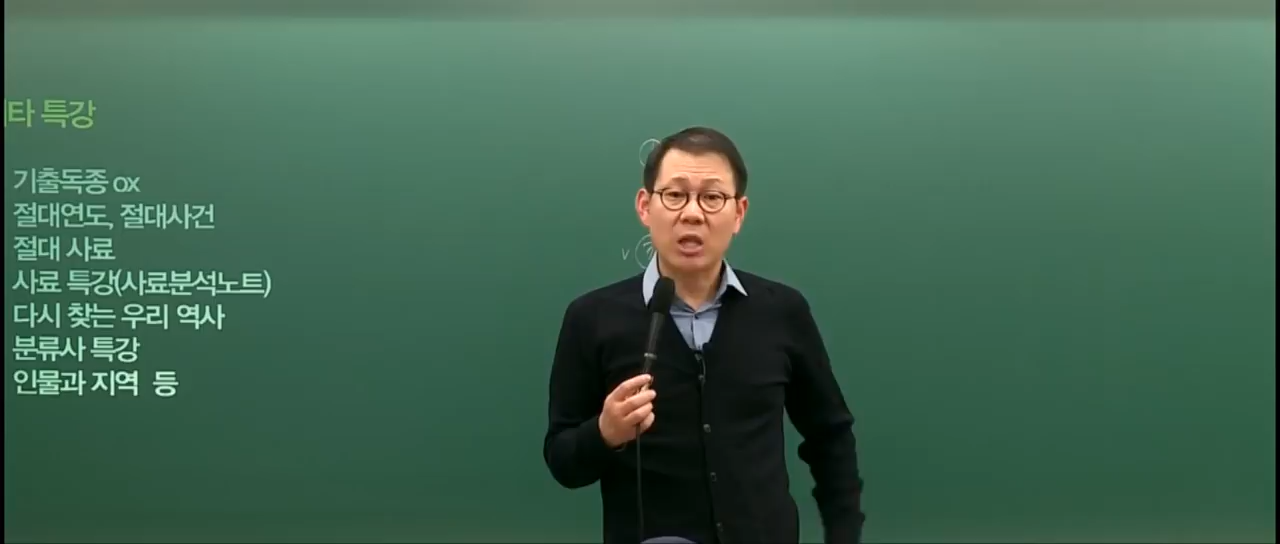 타 특강
기출독종 ox
절대연도, 절대사건
절대 사료
사료 특강(사료분석노트)
다시 찾는 우리 역사
분류사 특강
인물과 지역 등